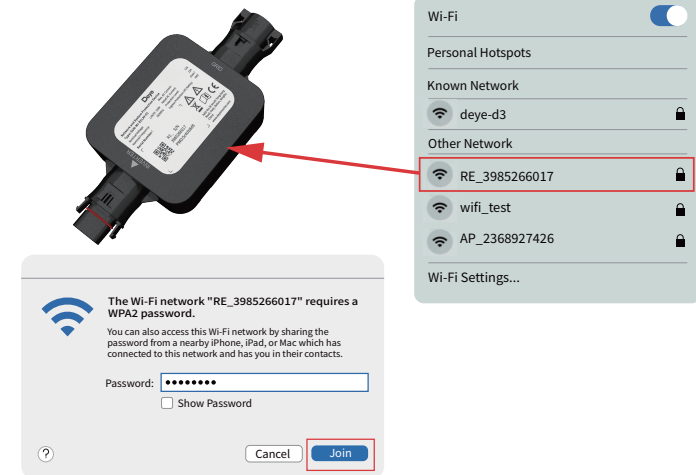 Wi-Fi
Personal Hotspots
Known Network
deye-d3
Other Network
RE_3985266017
wifi_test
AP_2368927426
Wi-Fi Settings...
GRID
Deye
The Wi-Fi network "RE_3985266017" requires a
WPA2 password.
You can also access this Wi-Fi network by sharing the
password from a nearby iPhone, iPad, or Mac which has
connected to this network and has you in their contacts.
Password: ••••••••
Show Password
?
Cancel
Join